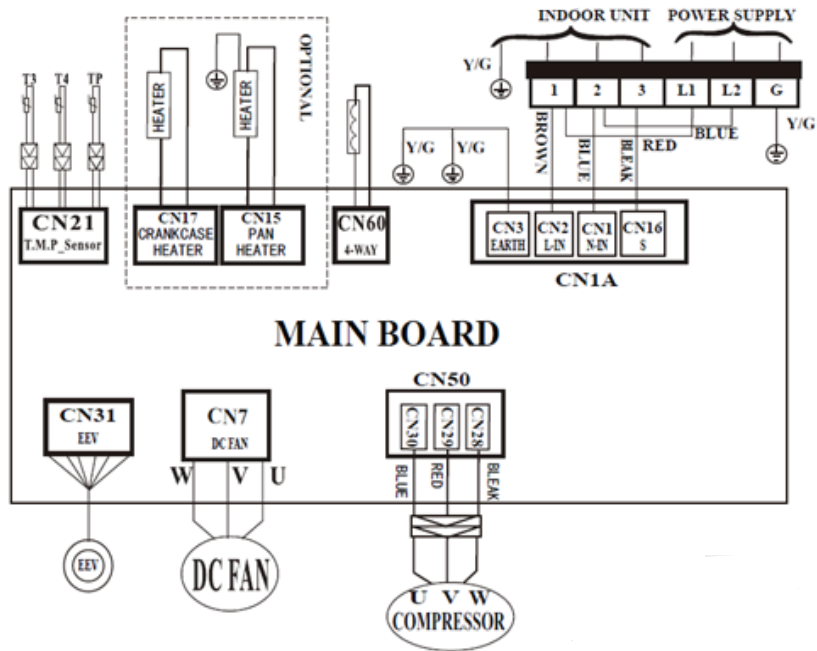 INDOOR UNIT POWER SUPPLY
Y/G
1 2 3 L1 L2 G
T3 T4 TP
HEATER HEATER OPTIONAL
BROWN BLUE BLEAK RED BLUE Y/G
Y/G Y/G
CN21
T.M.P_Sensor
CN17
CRANKCASE
HEATER
CN15
PAN
HEATER
CN60
4-WAY
CN3
EARTH
CN2
L-IN
CN1
N-IN
CN16
S
CN1A
MAIN BOARD
CN31
EEV
CN7
DC FAN
CN50
CN30 CN29 CN28
W V U
BLUE RED BLEAK
EEV
DC FAN
U V W
COMPRESSOR